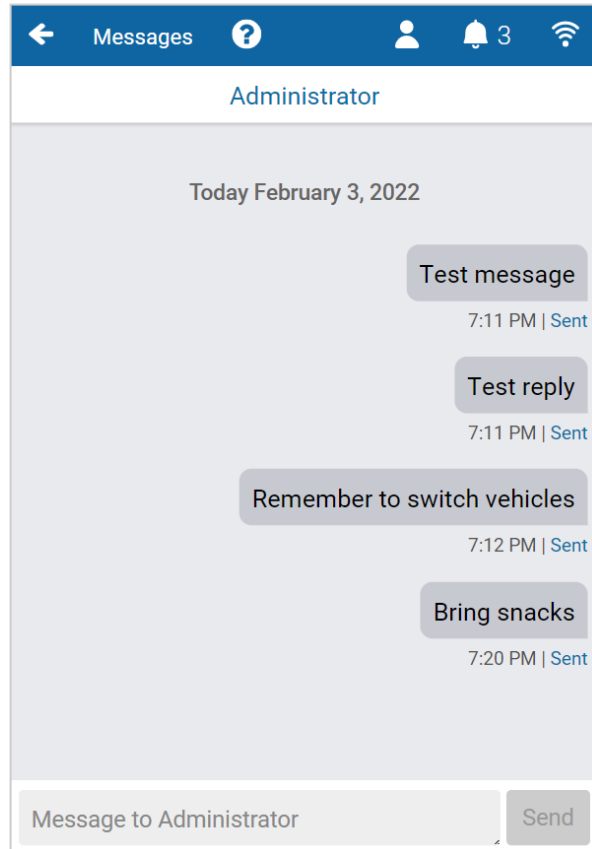 Messages ? 3
Administrator
Today February 3, 2022
Test message
7:11 PM | Sent
Test reply
7:11 PM | Sent
Remember to switch vehicles
7:12 PM | Sent
Bring snacks
7:20 PM | Sent
Message to Administrator Send